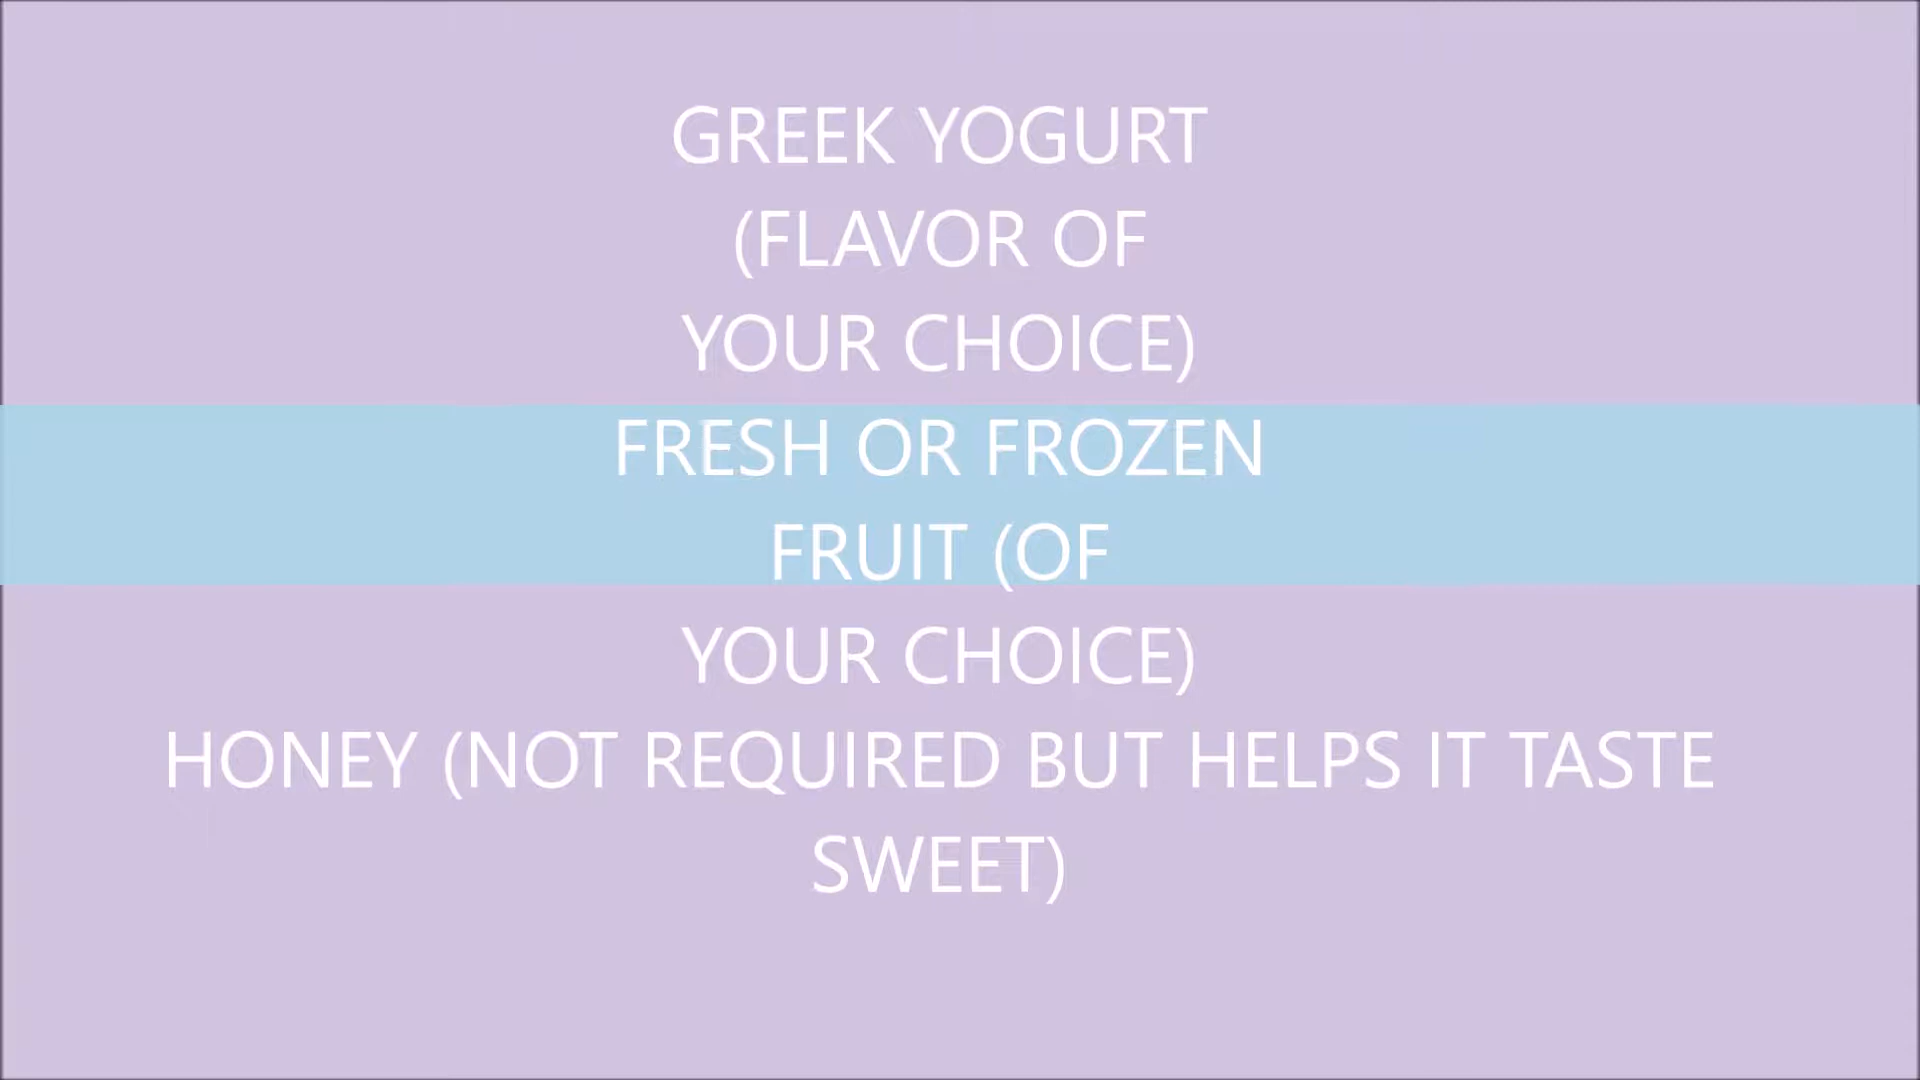 GREEK YOGURT
(FLAVOR OF
YOUR CHOICE)
FRESH OR FROZEN
FRUIT (OF
YOUR CHOICE)
HONEY (NOT REQUIRED BUT HELPS IT TASTE
SWEET)